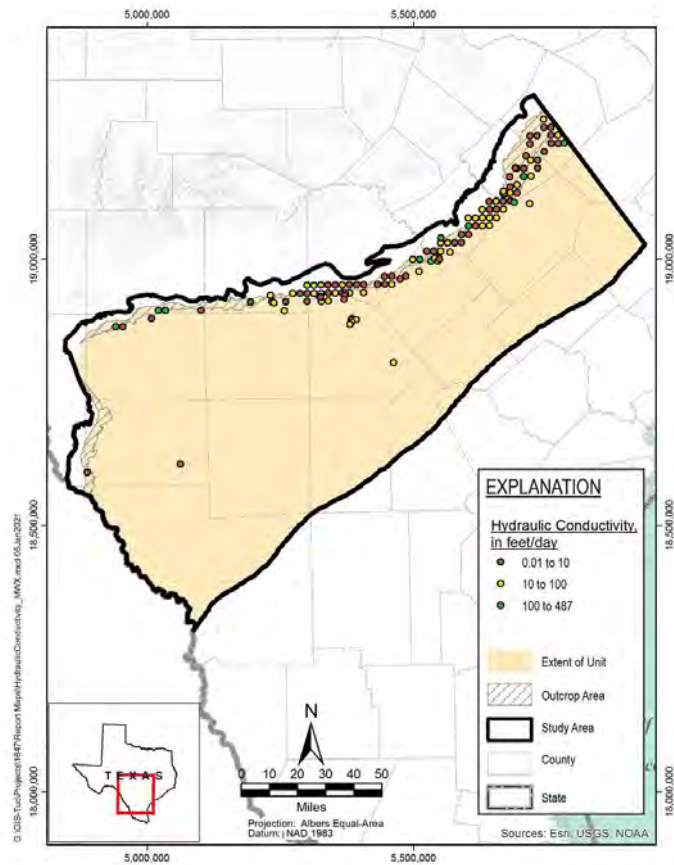 5,000,000
5,500,000
19,000,000
19,000,000
18,500,000
18,500,000
18,000,000
18,000,000
EXPLANATION
Hydraulic Conductivity,
in feet/day
0.01 to 10
10 to 100
100 to 487
Extent of Unit
Outcrop Area
Study Area
County
State
TEXAS
N
0 10 20 30 40 50
Miles
Projection: Albers Equal-Area
Datum: NAD 1983
Sources: Esri, USGS, NOAA
5,000,000
5,500,000